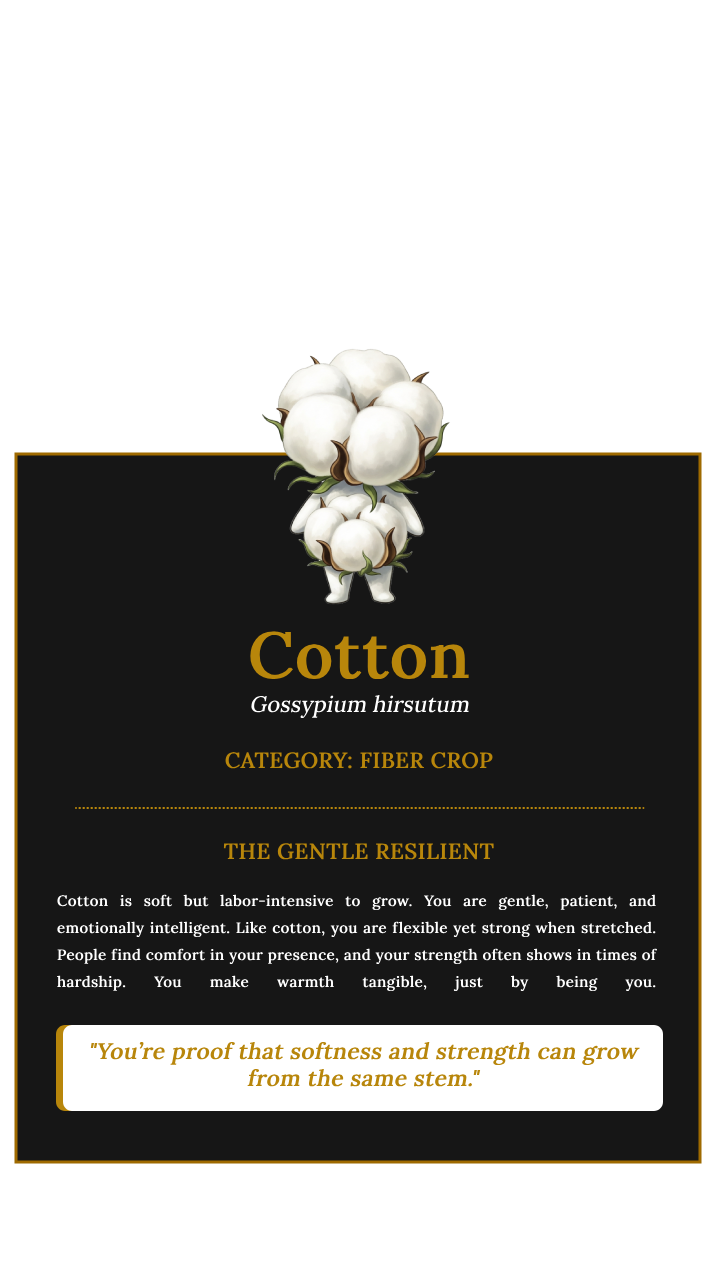 Cotton
Gossypium hirsutum
CATEGORY: FIBER CROP
THE GENTLE RESILIENT
Cotton is soft but labor-intensive to grow. You are gentle, patient, and
emotionally intelligent. Like cotton, you are flexible yet strong when stretched.
People find comfort in your presence, and your strength often shows in times of
hardship. You make warmth tangible, just by being you.
"You’re proof that softness and strength can grow
from the same stem."